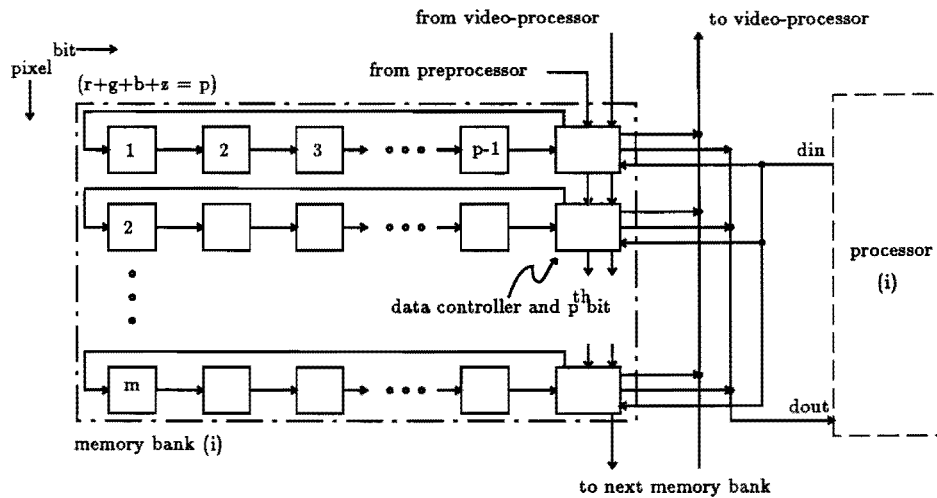 from video-processor
to video-processor
bit
pixel
from preprocessor
(r+g+b+z = p)
1
2
3
p-1
din
2
processor
(i)
data controller and p th bit
m
dout
memory bank (i)
to next memory bank